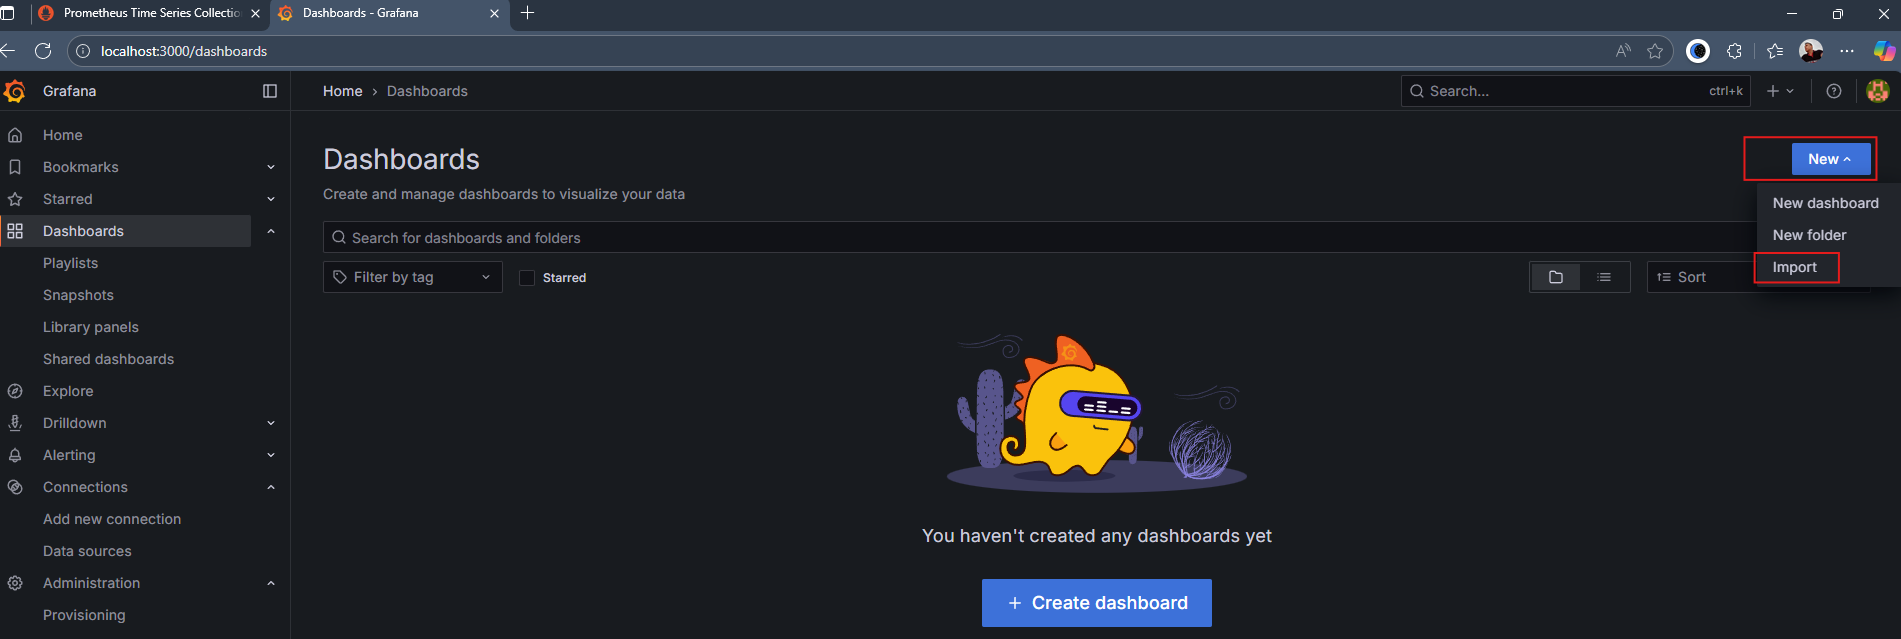 Prometheus Time Series Collectio
Dashboards - Grafana
localhost:3000/dashboards
Grafana
Home › Dashboards
Search...
ctrl+k
Home
Bookmarks
Starred
Dashboards
Playlists
Snapshots
Library panels
Shared dashboards
Explore
Drilldown
Alerting
Connections
Add new connection
Data sources
Administration
Provisioning
Dashboards
Create and manage dashboards to visualize your data
New
New dashboard
New folder
Import
Search for dashboards and folders
Filter by tag
Starred
Sort
You haven't created any dashboards yet
+ Create dashboard